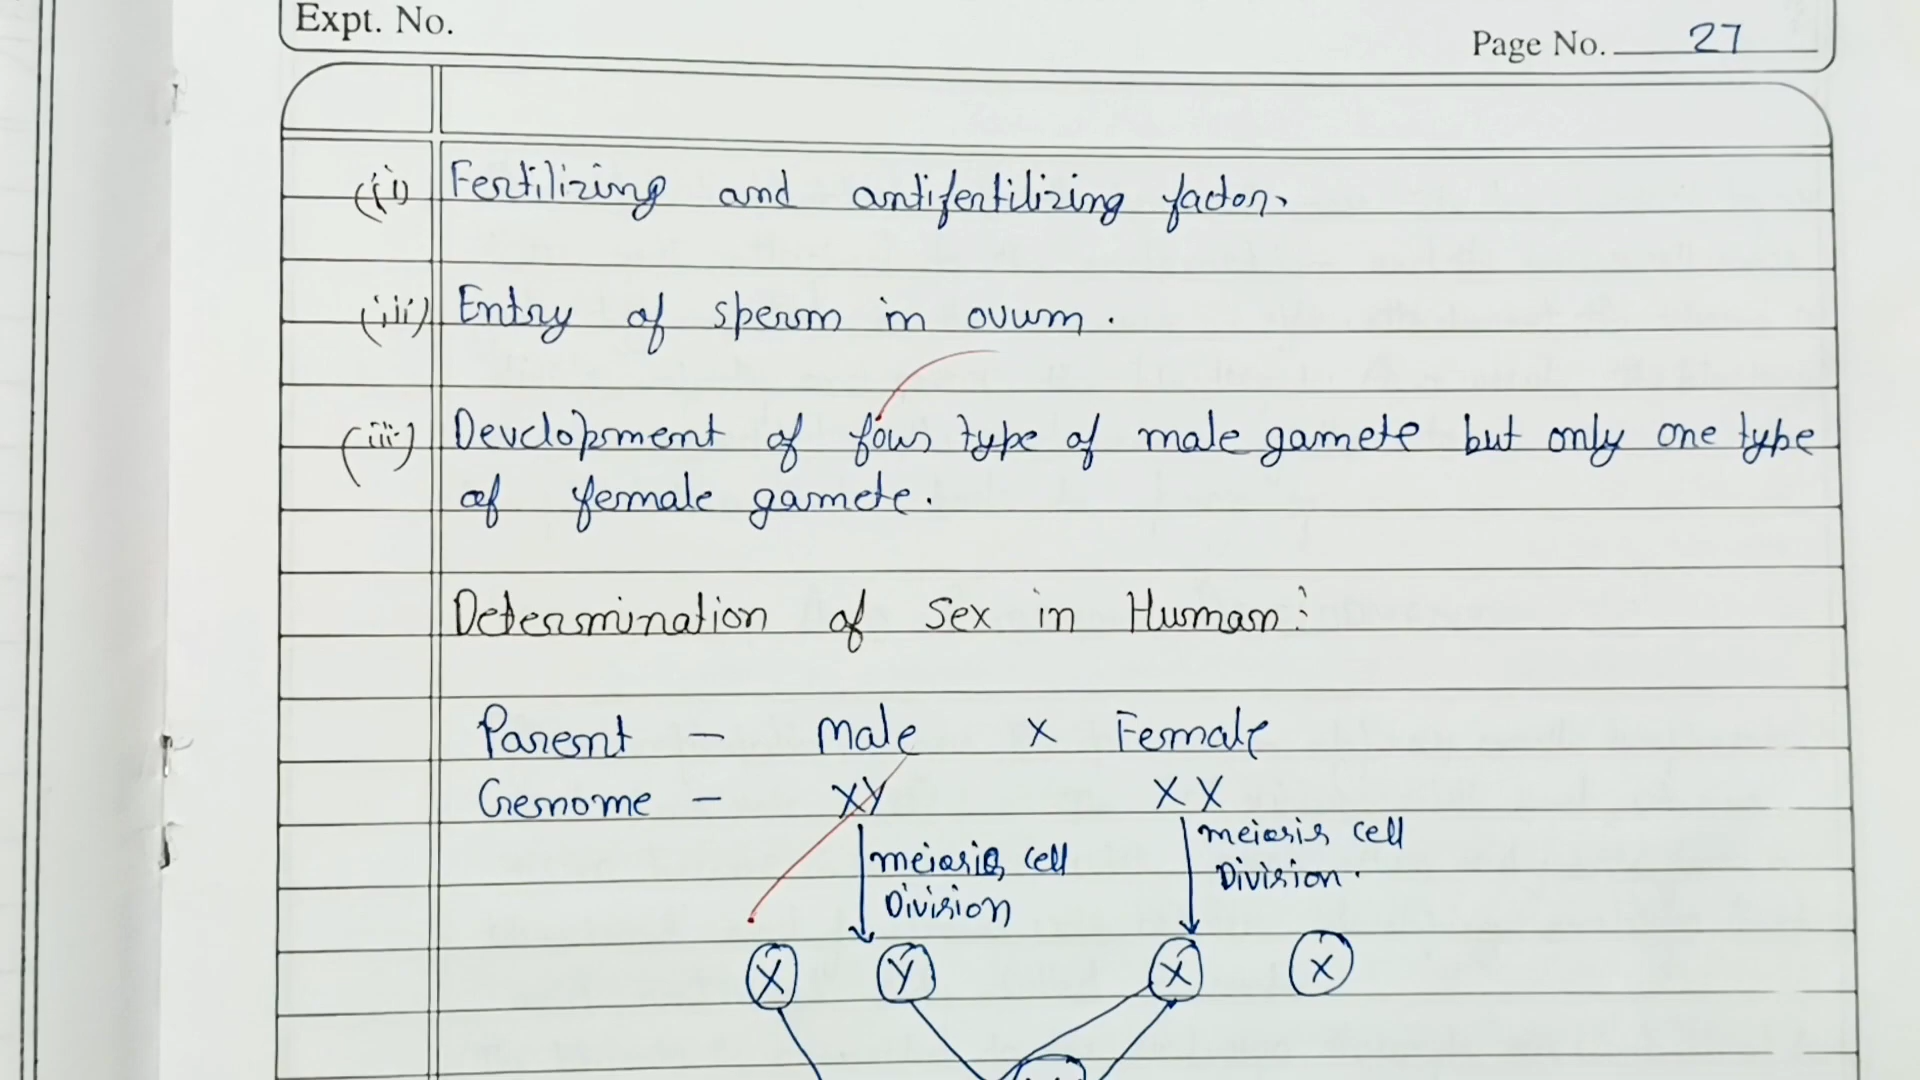 Expt. No.
Page No. 27
(ii) Fertilizing and antifertilizing factor.
(iii) Entry of sperm in ovum.
(iii) Development of four type of male gamete but only one type
of female gamete.
Determination of Sex in Human:
Parent - Male X Female
Genome - XY XX
meiosis cell
Division
meiosis cell
Division.
X Y X X